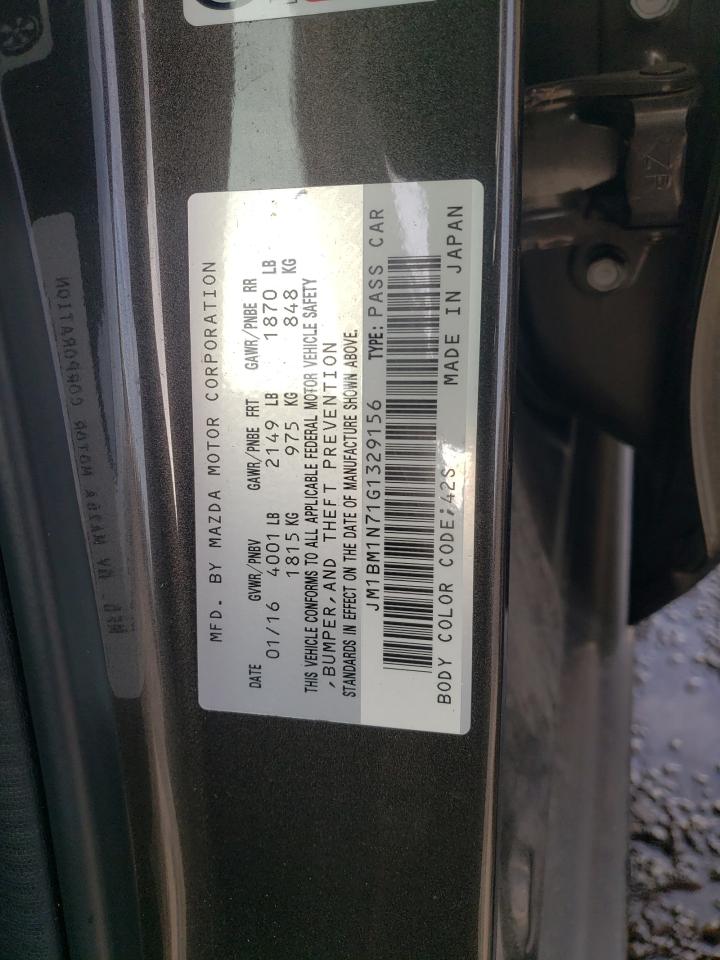 MFD. BY MAZDA MOTOR CORPORATION
DATE GVWR/PNBV GAWR/PNBE FRT GAWR/PNBE RR
01/16 4001 LB 2149 LB 1870 LB
1815 KG 975 KG 848 KG
THIS VEHICLE CONFORMS TO ALL APPLICABLE FEDERAL MOTOR VEHICLE SAFETY
,BUMPER,AND THEFT PREVENTION
STANDARDS IN EFFECT ON THE DATE OF MANUFACTURE SHOWN ABOVE.
JM1BM1N71G1329156 TYPE: PASS CAR
BODY COLOR CODE:42S MADE IN JAPAN